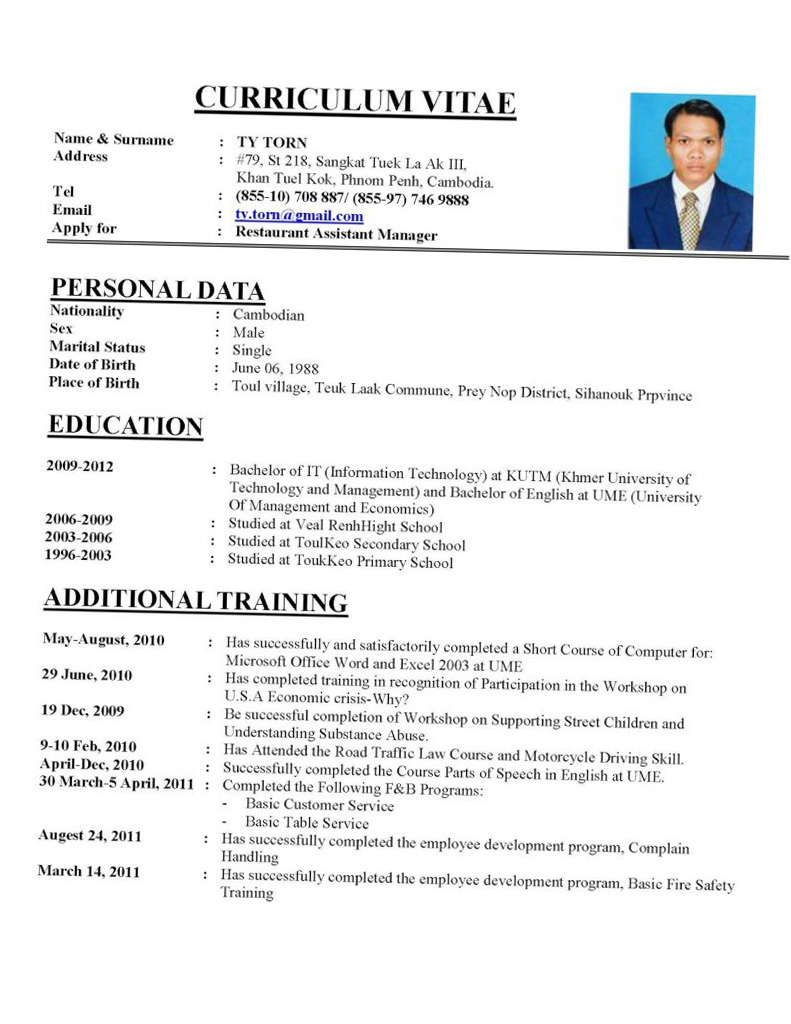 CURRICULUM VITAE
Name & Surname : TY TORN
Address : #79, St 218, Sangkat Tuek La Ak III,
Khan Tuel Kok, Phnom Penh, Cambodia.
Tel : (855-10) 708 887/ (855-97) 746 9888
Email : ty.torn@gmail.com
Apply for : Restaurant Assistant Manager
PERSONAL DATA
Nationality : Cambodian
Sex : Male
Marital Status : Single
Date of Birth : June 06, 1988
Place of Birth : Toul village, Teuk Laak Commune, Prey Nop District, Sihanouk Prpvince
EDUCATION
2009-2012 : Bachelor of IT (Information Technology) at KUTM (Khmer University of
Technology and Management) and Bachelor of English at UME (University
Of Management and Economics)
2006-2009 : Studied at Veal RenhHight School
2003-2006 : Studied at ToulKeo Secondary School
1996-2003 : Studied at ToukKeo Primary School
ADDITIONAL TRAINING
May-August, 2010 : Has successfully and satisfactorily completed a Short Course of Computer for:
Microsoft Office Word and Excel 2003 at UME
29 June, 2010 : Has completed training in recognition of Participation in the Workshop on
U.S.A Economic crisis-Why?
19 Dec, 2009 : Be successful completion of Workshop on Supporting Street Children and
Understanding Substance Abuse.
9-10 Feb, 2010 : Has Attended the Road Traffic Law Course and Motorcycle Driving Skill.
April-Dec, 2010 : Successfully completed the Course Parts of Speech in English at UME.
30 March-5 April, 2011 : Completed the Following F&B Programs:
- Basic Customer Service
- Basic Table Service
Augest 24, 2011 : Has successfully completed the employee development program, Complain
Handling
March 14, 2011 : Has successfully completed the employee development program, Basic Fire Safety
Training